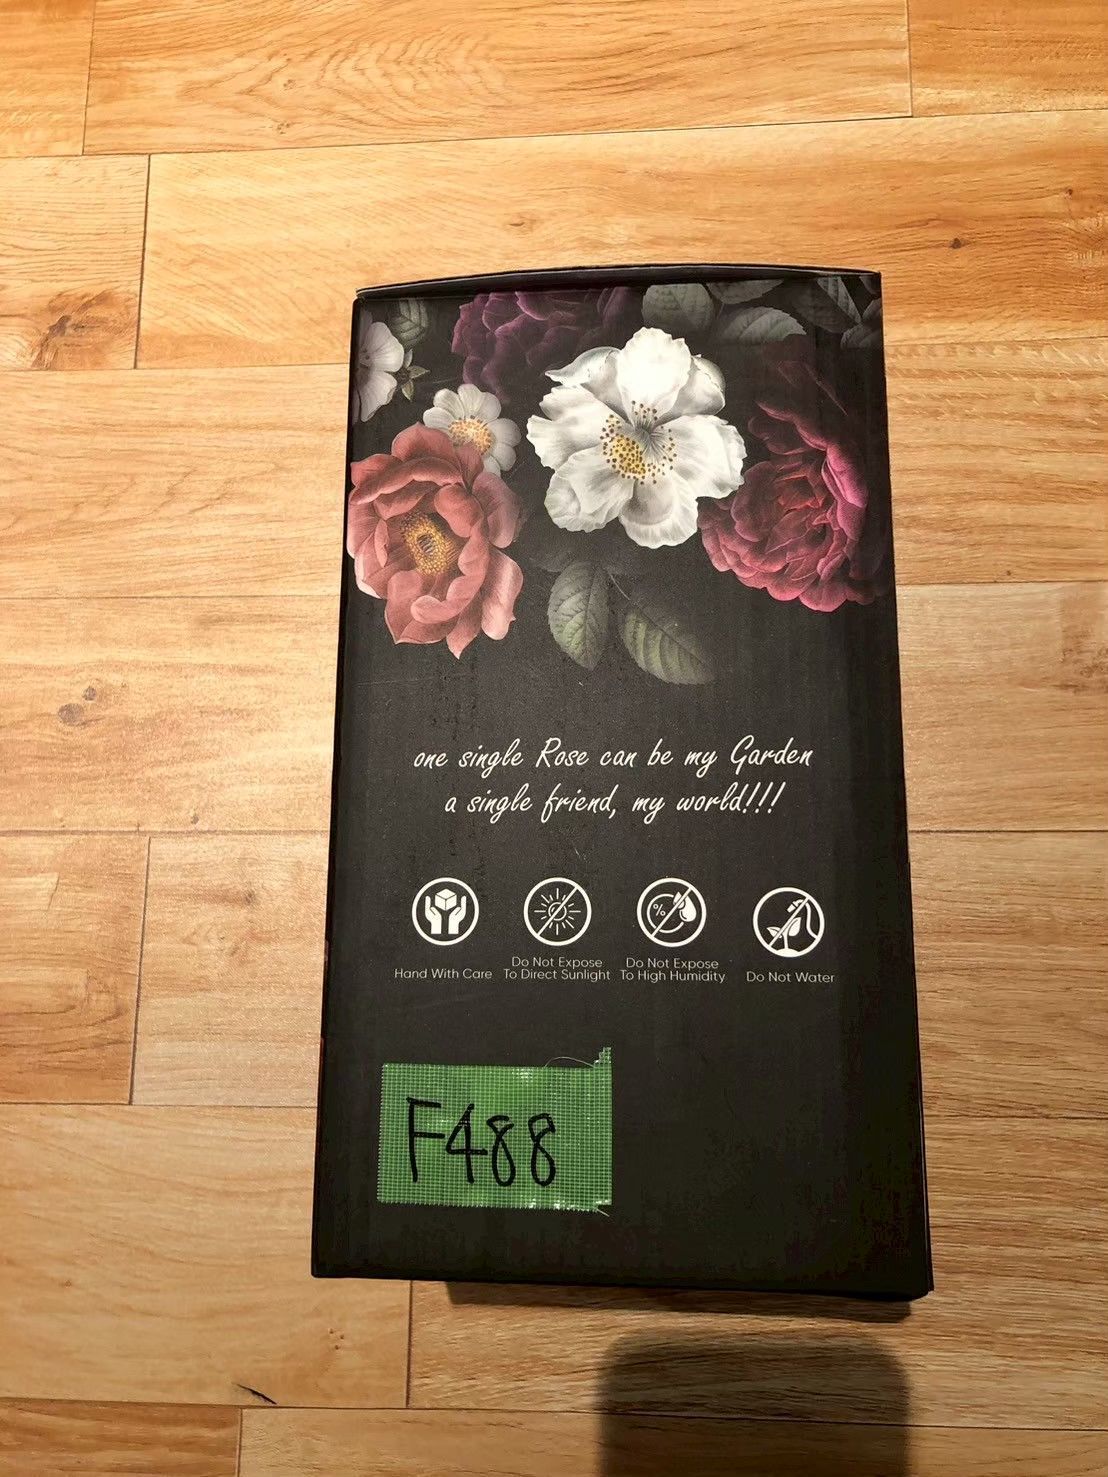 one single Rose can be my Garden
a single friend, my world!!!
%
Hand With Care
Do Not Expose
To Direct Sunlight
Do Not Expose
To High Humidity
Do Not Water
F488